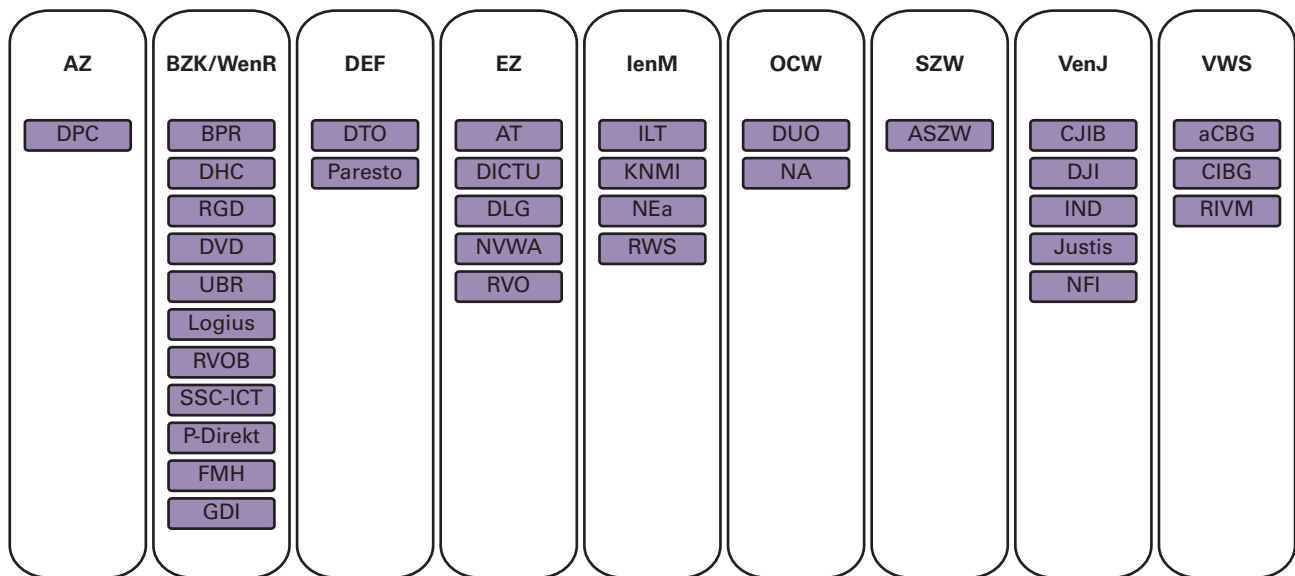 AZ
DPC
BZK/WenR
BPR
DHC
RGD
DVD
UBR
Logius
RVOB
SSC-ICT
P-Direkt
FMH
GDI
DEF
DTO
Paresto
EZ
AT
DICTU
DLG
NVWA
RVO
IenM
ILT
KNMI
NEa
RWS
OCW
DUO
NA
SZW
ASZW
VenJ
CJIB
DJI
IND
Justis
NFI
VWS
aCBG
CIBG
RIVM